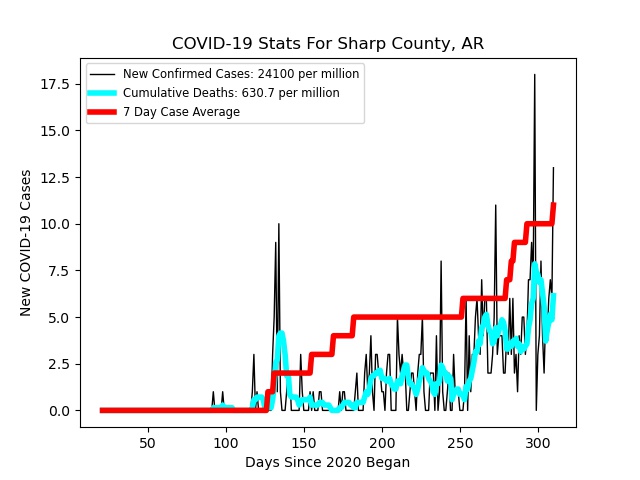 COVID-19 Stats For Sharp County, AR
New Confirmed Cases: 24100 per million
Cumulative Deaths: 630.7 per million
7 Day Case Average
17.5
15.0
12.5
10.0
7.5
5.0
2.5
0.0
New COVID-19 Cases
50 100 150 200 250 300
Days Since 2020 Began